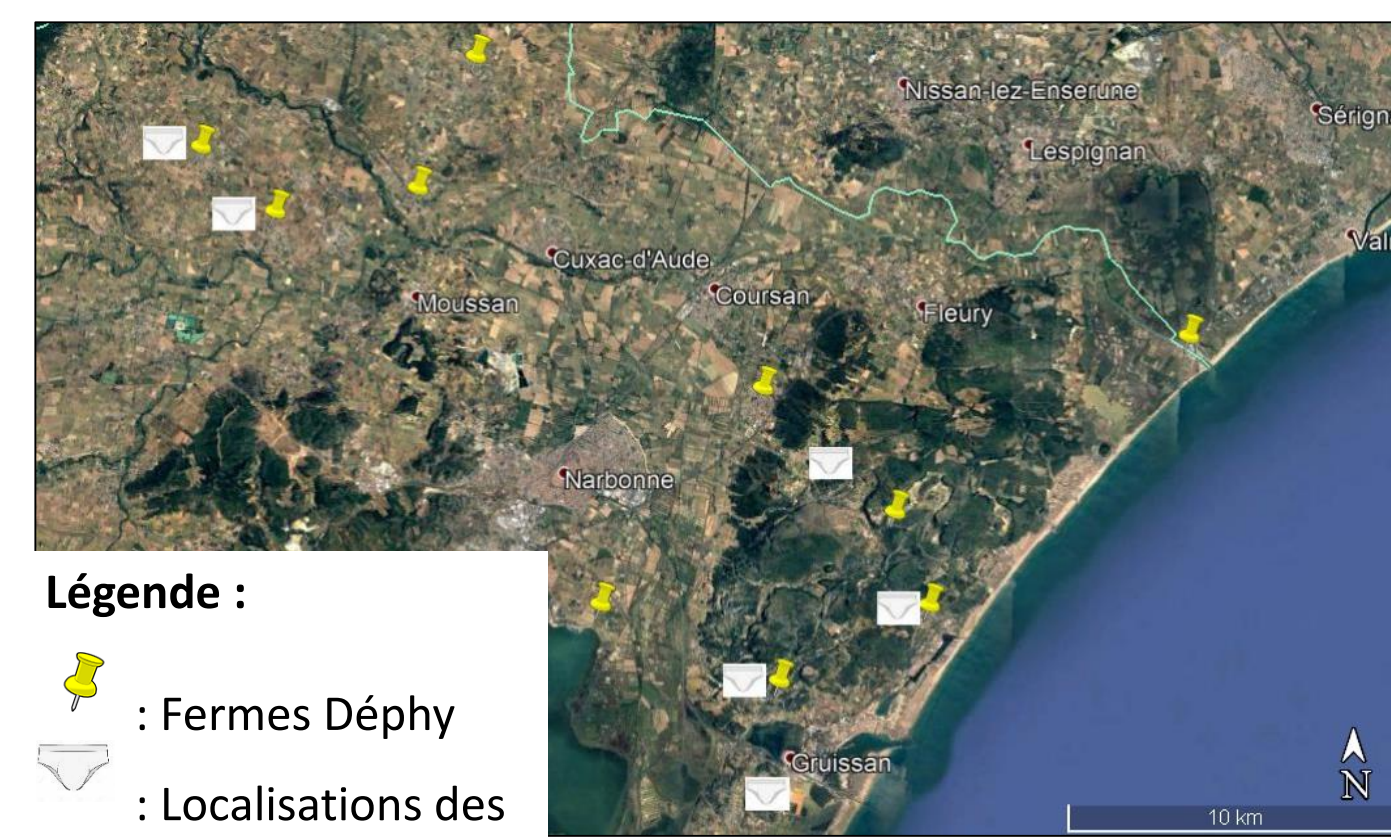 Nissan-lez-Enserune
Sérign
Lespignan
Val
Cuxac-d'Aude
Moussan
Coursan
Fleury
Narbonne
Gruissan
Légende :
: Fermes Déphy
: Localisations des
N
10 km